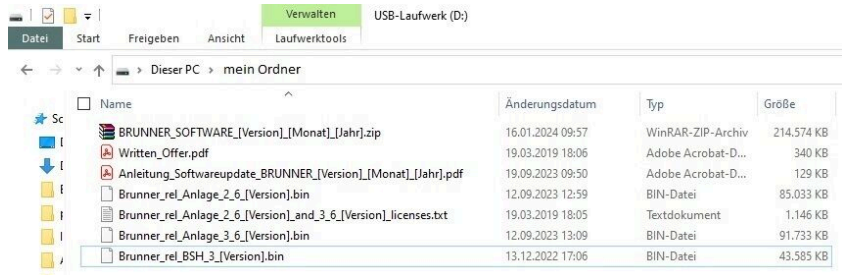 Verwalten USB-Laufwerk (D:)
Datei Start Freigeben Ansicht Laufwerktools
Dieser PC > mein Ordner
Name Änderungsdatum Typ Größe
BRUNNER_SOFTWARE_[Version]_[Monat]_[Jahr].zip 16.01.2024 09:57 WinRAR-ZIP-Archiv 214.574 KB
Written_Offer.pdf 19.03.2019 18:06 Adobe Acrobat-D... 340 KB
Anleitung_Softwareupdate_BRUNNER_[Version]_[Monat]_[Jahr].pdf 19.09.2023 09:50 Adobe Acrobat-D... 129 KB
Brunner_rel_Anlage_2_6_[Version].bin 12.09.2023 12:59 BIN-Datei 85.033 KB
Brunner_rel_Anlage_2_6_[Version]_and_3_6_[Version]_licenses.txt 19.03.2019 18:05 Textdokument 1.146 KB
Brunner_rel_Anlage_3_6_[Version].bin 12.09.2023 13:09 BIN-Datei 91.733 KB
Brunner_rel_BSH_3_[Version].bin 13.12.2022 17:06 BIN-Datei 43.585 KB